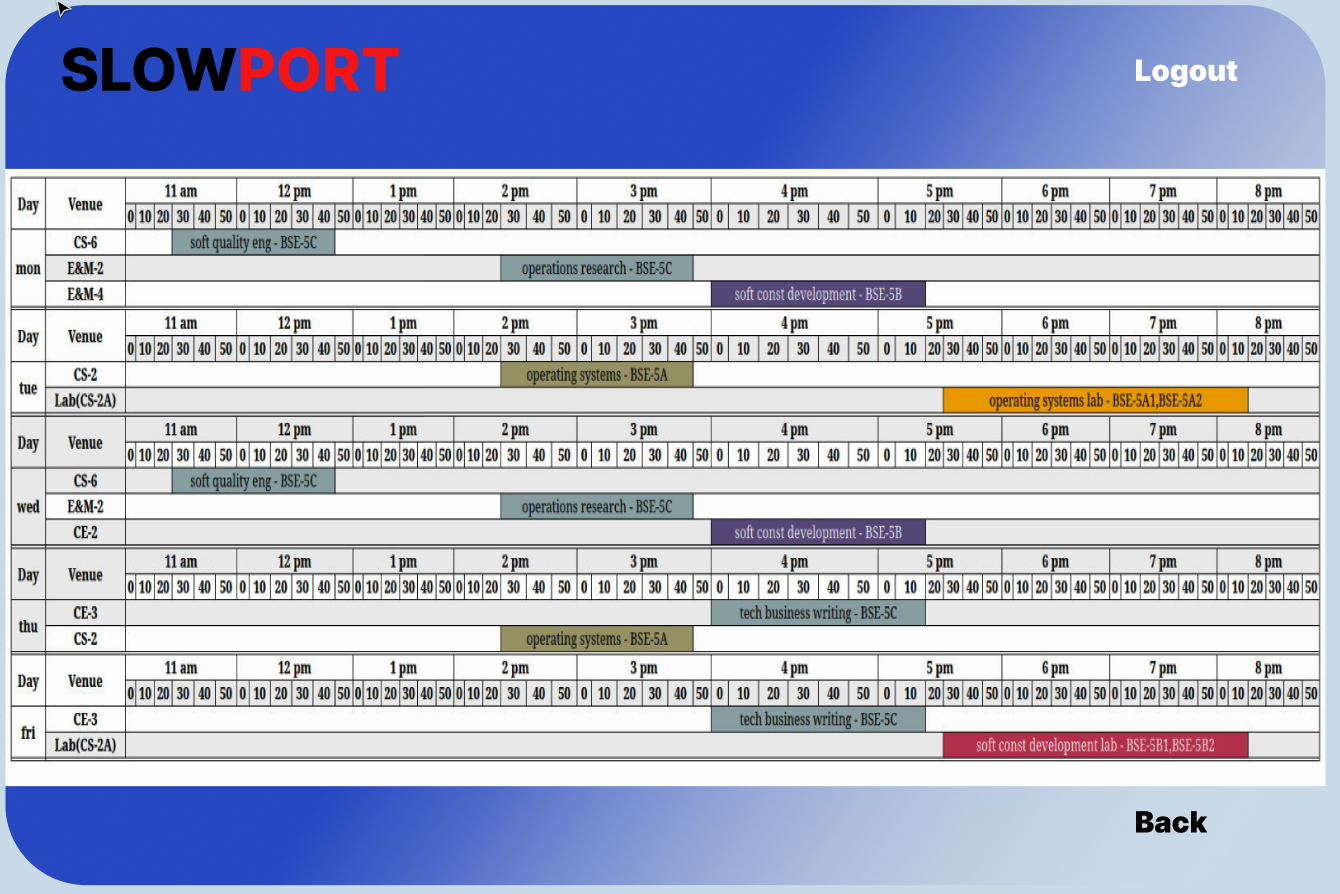 SLOWPORT
Logout
Day Venue 11 am 12 pm 1 pm 2 pm 3 pm 4 pm 5 pm 6 pm 7 pm 8 pm
0 10 20 30 40 50 0 10 20 30 40 50 0 10 20 30 40 50 0 10 20 30 40 50 0 10 20 30 40 50 0 10 20 30 40 50 0 10 20 30 40 50 0 10 20 30 40 50 0 10 20 30 40 50 0 10 20 30 40 50
mon CS-6 soft quality eng - BSE-5C
E&M-2 operations research - BSE-5C
E&M-4 soft const development - BSE-5B
Day Venue 11 am 12 pm 1 pm 2 pm 3 pm 4 pm 5 pm 6 pm 7 pm 8 pm
0 10 20 30 40 50 0 10 20 30 40 50 0 10 20 30 40 50 0 10 20 30 40 50 0 10 20 30 40 50 0 10 20 30 40 50 0 10 20 30 40 50 0 10 20 30 40 50 0 10 20 30 40 50 0 10 20 30 40 50
tue CS-2 operating systems - BSE-5A
Lab(CS-2A) operating systems lab - BSE-5A1,BSE-5A2
Day Venue 11 am 12 pm 1 pm 2 pm 3 pm 4 pm 5 pm 6 pm 7 pm 8 pm
0 10 20 30 40 50 0 10 20 30 40 50 0 10 20 30 40 50 0 10 20 30 40 50 0 10 20 30 40 50 0 10 20 30 40 50 0 10 20 30 40 50 0 10 20 30 40 50 0 10 20 30 40 50 0 10 20 30 40 50
wed CS-6 soft quality eng - BSE-5C
E&M-2 operations research - BSE-5C
CE-2 soft const development - BSE-5B
Day Venue 11 am 12 pm 1 pm 2 pm 3 pm 4 pm 5 pm 6 pm 7 pm 8 pm
0 10 20 30 40 50 0 10 20 30 40 50 0 10 20 30 40 50 0 10 20 30 40 50 0 10 20 30 40 50 0 10 20 30 40 50 0 10 20 30 40 50 0 10 20 30 40 50 0 10 20 30 40 50 0 10 20 30 40 50
thu CE-3 tech business writing - BSE-5C
CS-2 operating systems - BSE-5A
Day Venue 11 am 12 pm 1 pm 2 pm 3 pm 4 pm 5 pm 6 pm 7 pm 8 pm
0 10 20 30 40 50 0 10 20 30 40 50 0 10 20 30 40 50 0 10 20 30 40 50 0 10 20 30 40 50 0 10 20 30 40 50 0 10 20 30 40 50 0 10 20 30 40 50 0 10 20 30 40 50 0 10 20 30 40 50
fri CE-3 tech business writing - BSE-5C
Lab(CS-2A) soft const development lab - BSE-5B1,BSE-5B2
Back